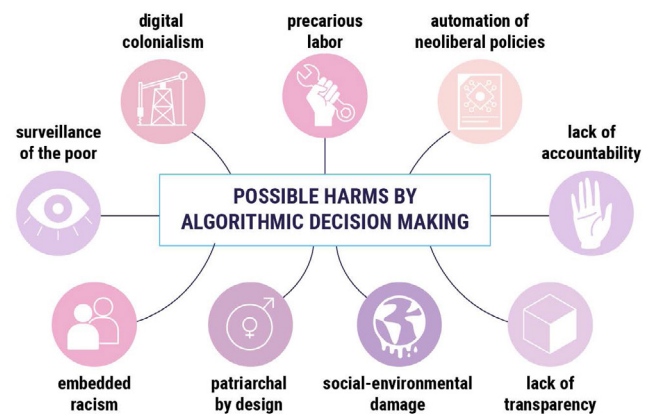 digital
colonialism
precarious
labor
automation of
neoliberal policies
surveillance
of the poor
lack of
accountability
POSSIBLE HARMS BY
ALGORITHMIC DECISION MAKING
embedded
racism
patriarchal
by design
social-environmental
damage
lack of
transparency